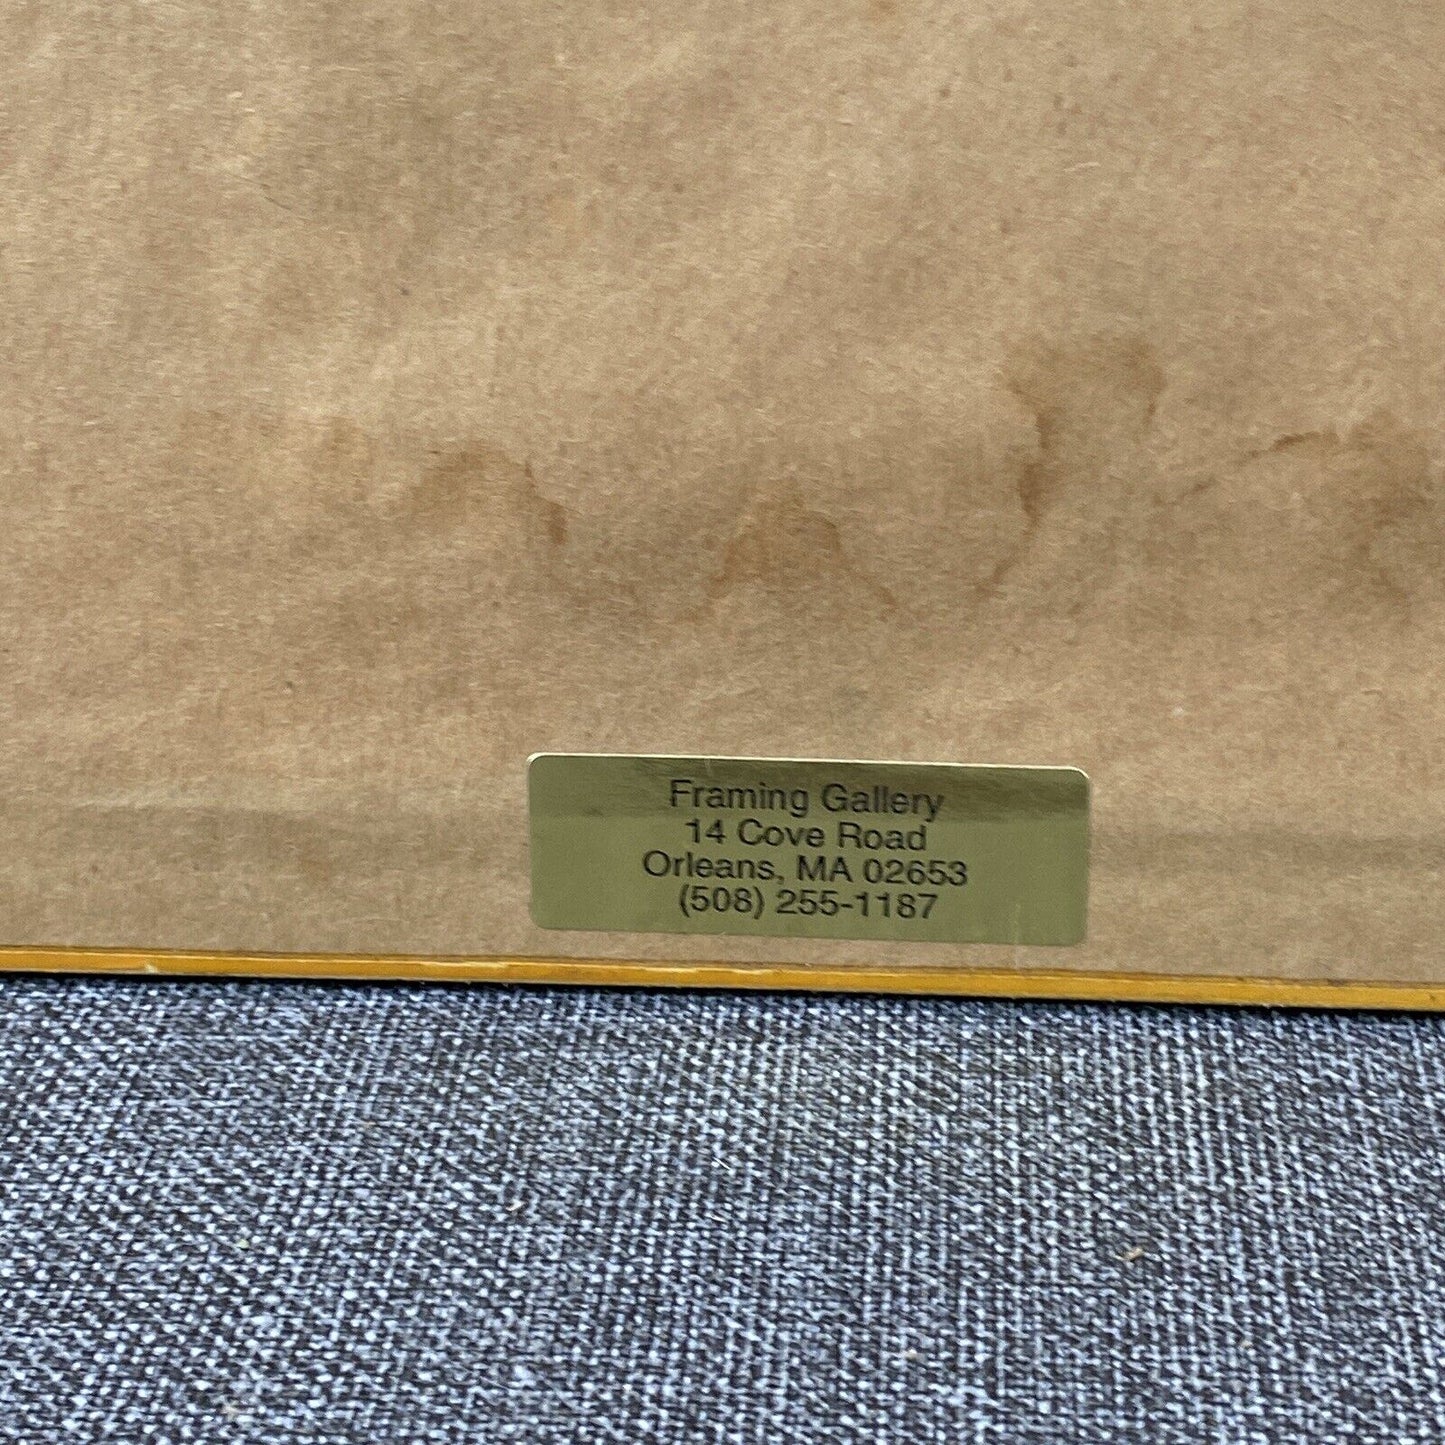 Framing Gallery
14 Cove Road
Orleans, MA 02653
(508) 255-1187